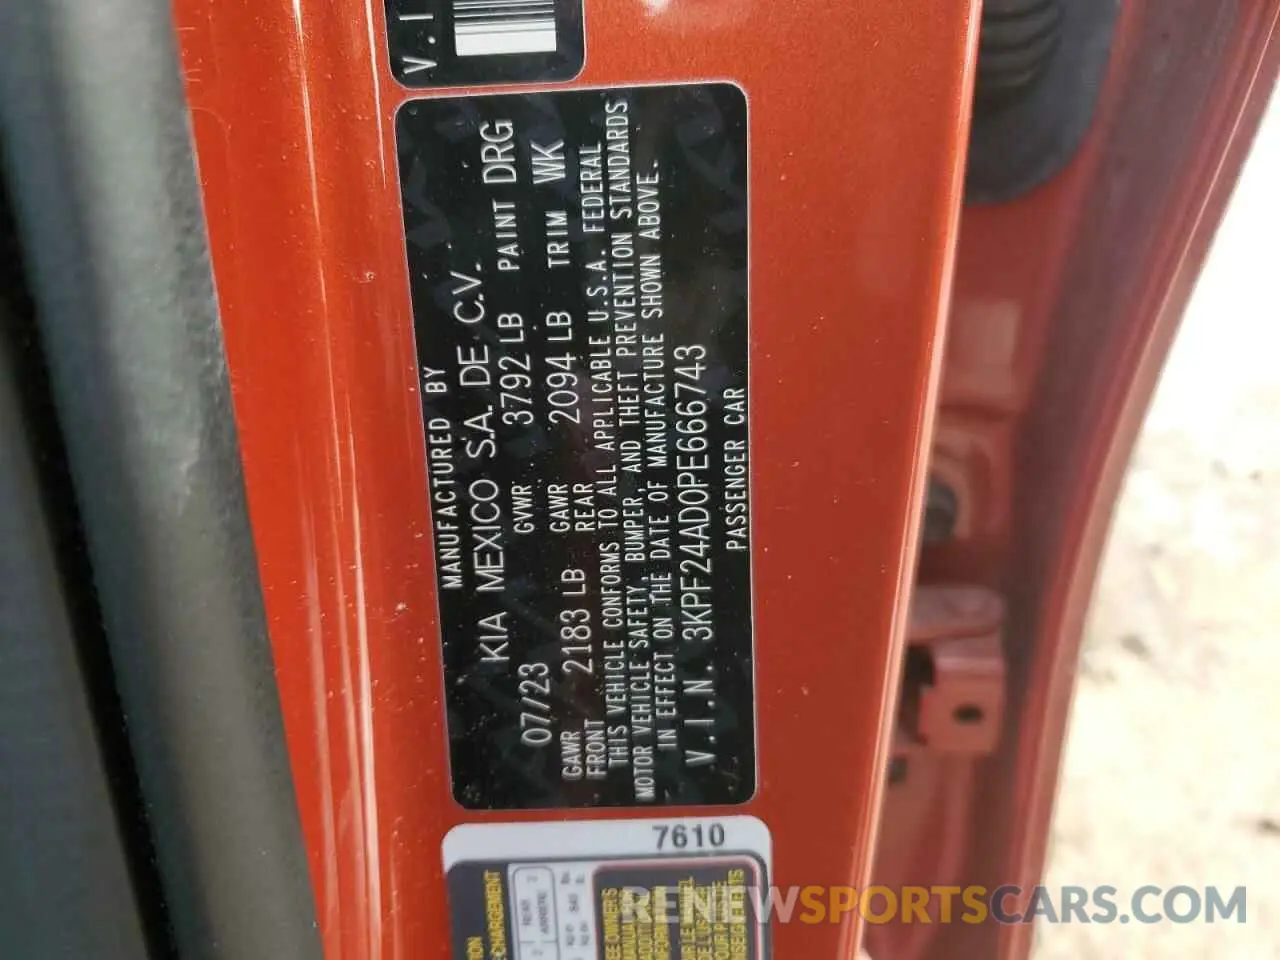 V.I
MANUFACTURED BY
KIA MEXICO S.A. DE C.V.
07/23 GVWR 3792 LB PAINT DRG
GAWR FRONT 2183 LB GAWR REAR 2094 LB TRIM WK
THIS VEHICLE CONFORMS TO ALL APPLICABLE U.S.A. FEDERAL
MOTOR VEHICLE SAFETY, BUMPER, AND THEFT PREVENTION STANDARDS
IN EFFECT ON THE DATE OF MANUFACTURE SHOWN ABOVE.
V.I.N. 3KPF24AD0PE666743
PASSENGER CAR
7610
RENEWSPORTSCARS.COM